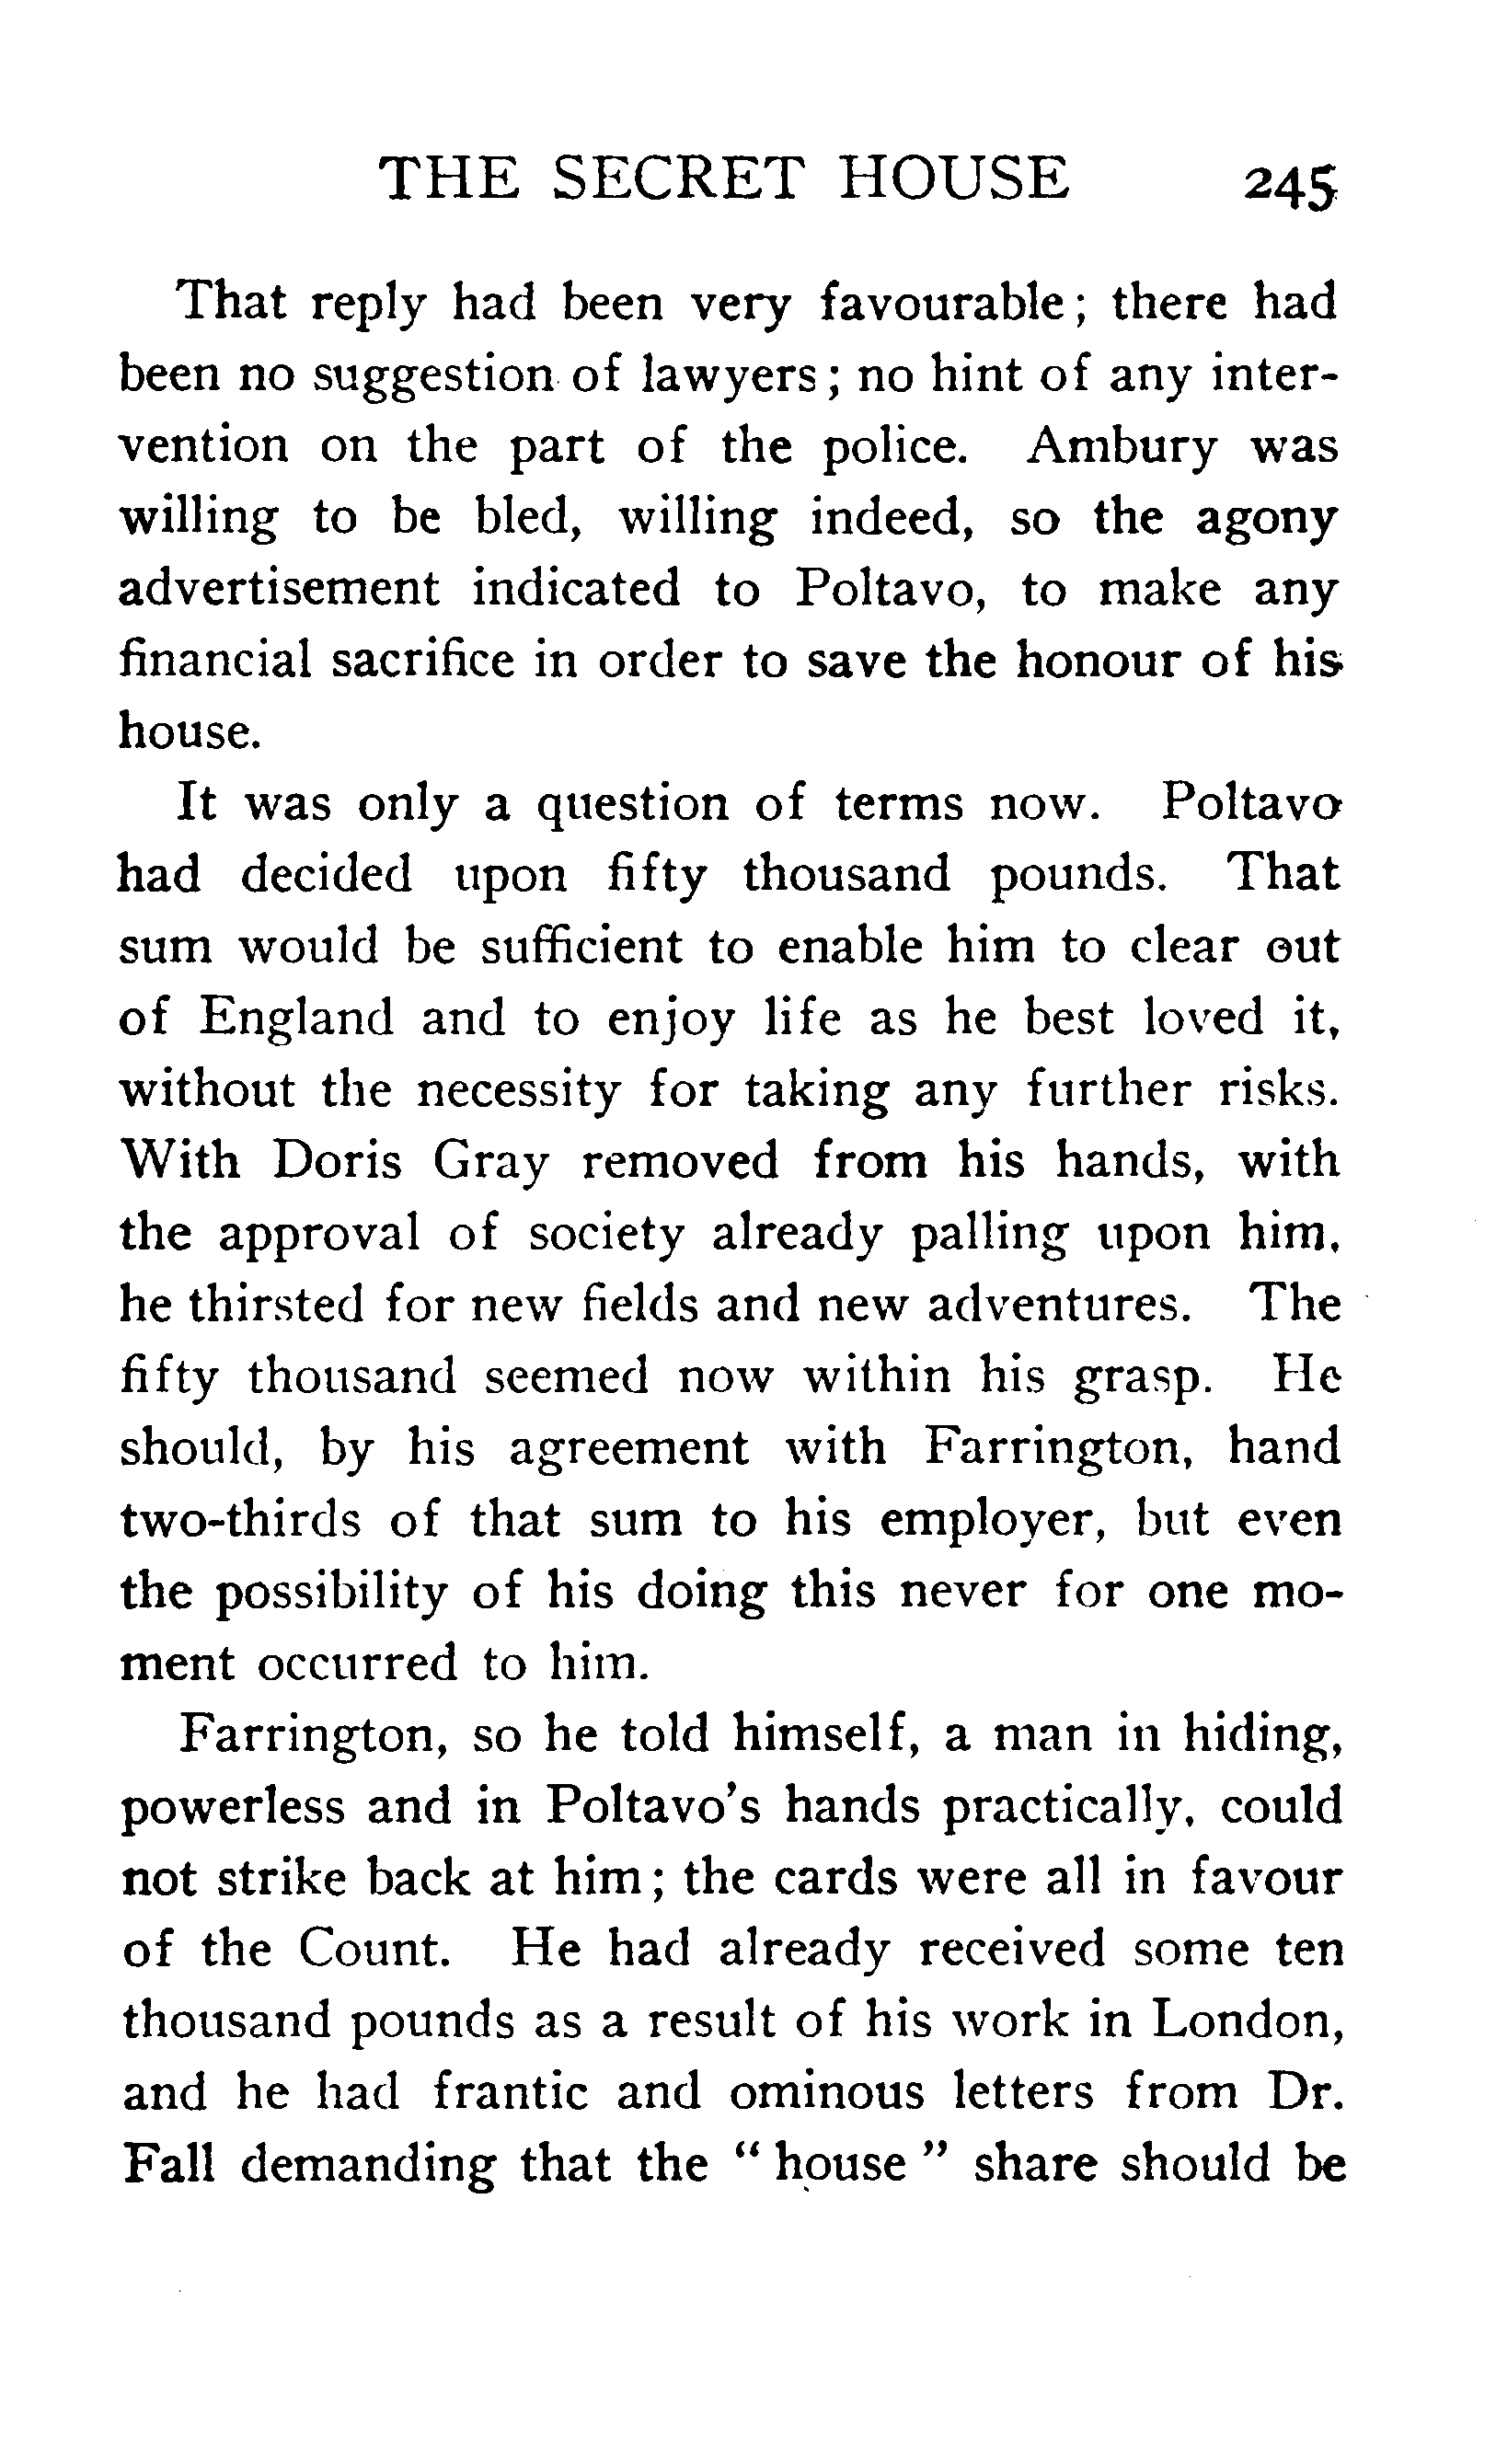 THE SECRET HOUSE 245
That reply had been very favourable; there had
been no suggestion of lawyers; no hint of any inter-
vention on the part of the police. Ambury was
willing to be bled, willing indeed, so the agony
advertisement indicated to Poltavo, to make any
financial sacrifice in order to save the honour of his
house.
It was only a question of terms now. Poltavo
had decided upon fifty thousand pounds. That
sum would be sufficient to enable him to clear out
of England and to enjoy life as he best loved it,
without the necessity for taking any further risks.
With Doris Gray removed from his hands, with
the approval of society already palling upon him,
he thirsted for new fields and new adventures. The
fifty thousand seemed now within his grasp. He
should, by his agreement with Farrington, hand
two-thirds of that sum to his employer, but even
the possibility of his doing this never for one mo-
ment occurred to him.
Farrington, so he told himself, a man in hiding,
powerless and in Poltavo's hands practically, could
not strike back at him; the cards were all in favour
of the Count. He had already received some ten
thousand pounds as a result of his work in London,
and he had frantic and ominous letters from Dr.
Fall demanding that the "house" share should be